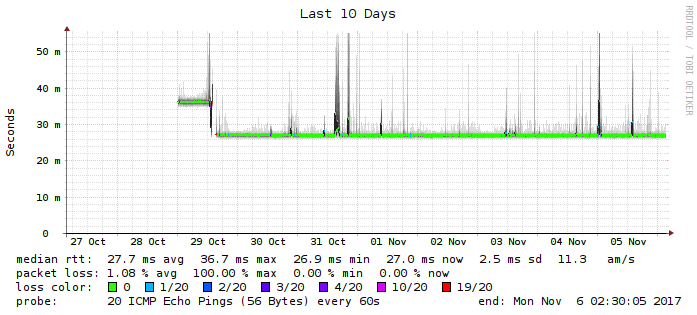 Last 10 Days
RRDTOOL / TOBI OETIKER
Seconds
50 m
40 m
30 m
20 m
10 m
0
27 Oct 28 Oct 29 Oct 30 Oct 31 Oct 01 Nov 02 Nov 03 Nov 04 Nov 05 Nov
median rtt: 27.7 ms avg 36.7 ms max 26.9 ms min 27.0 ms now 2.5 ms sd 11.3 am/s
packet loss: 1.08 % avg 100.00 % max 0.00 % min 0.00 % now
loss color: 0 1/20 2/20 3/20 4/20 10/20 19/20
probe: 20 ICMP Echo Pings (56 Bytes) every 60s end: Mon Nov 6 02:30:05 2017